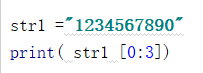 str1 ="1234567890"
print( str1 [0:3])